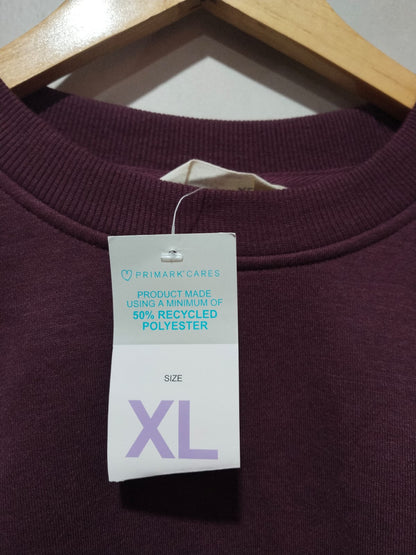 PRIMARK® CARES
PRODUCT MADE
USING A MINIMUM OF
50% RECYCLED
POLYESTER
SIZE
XL